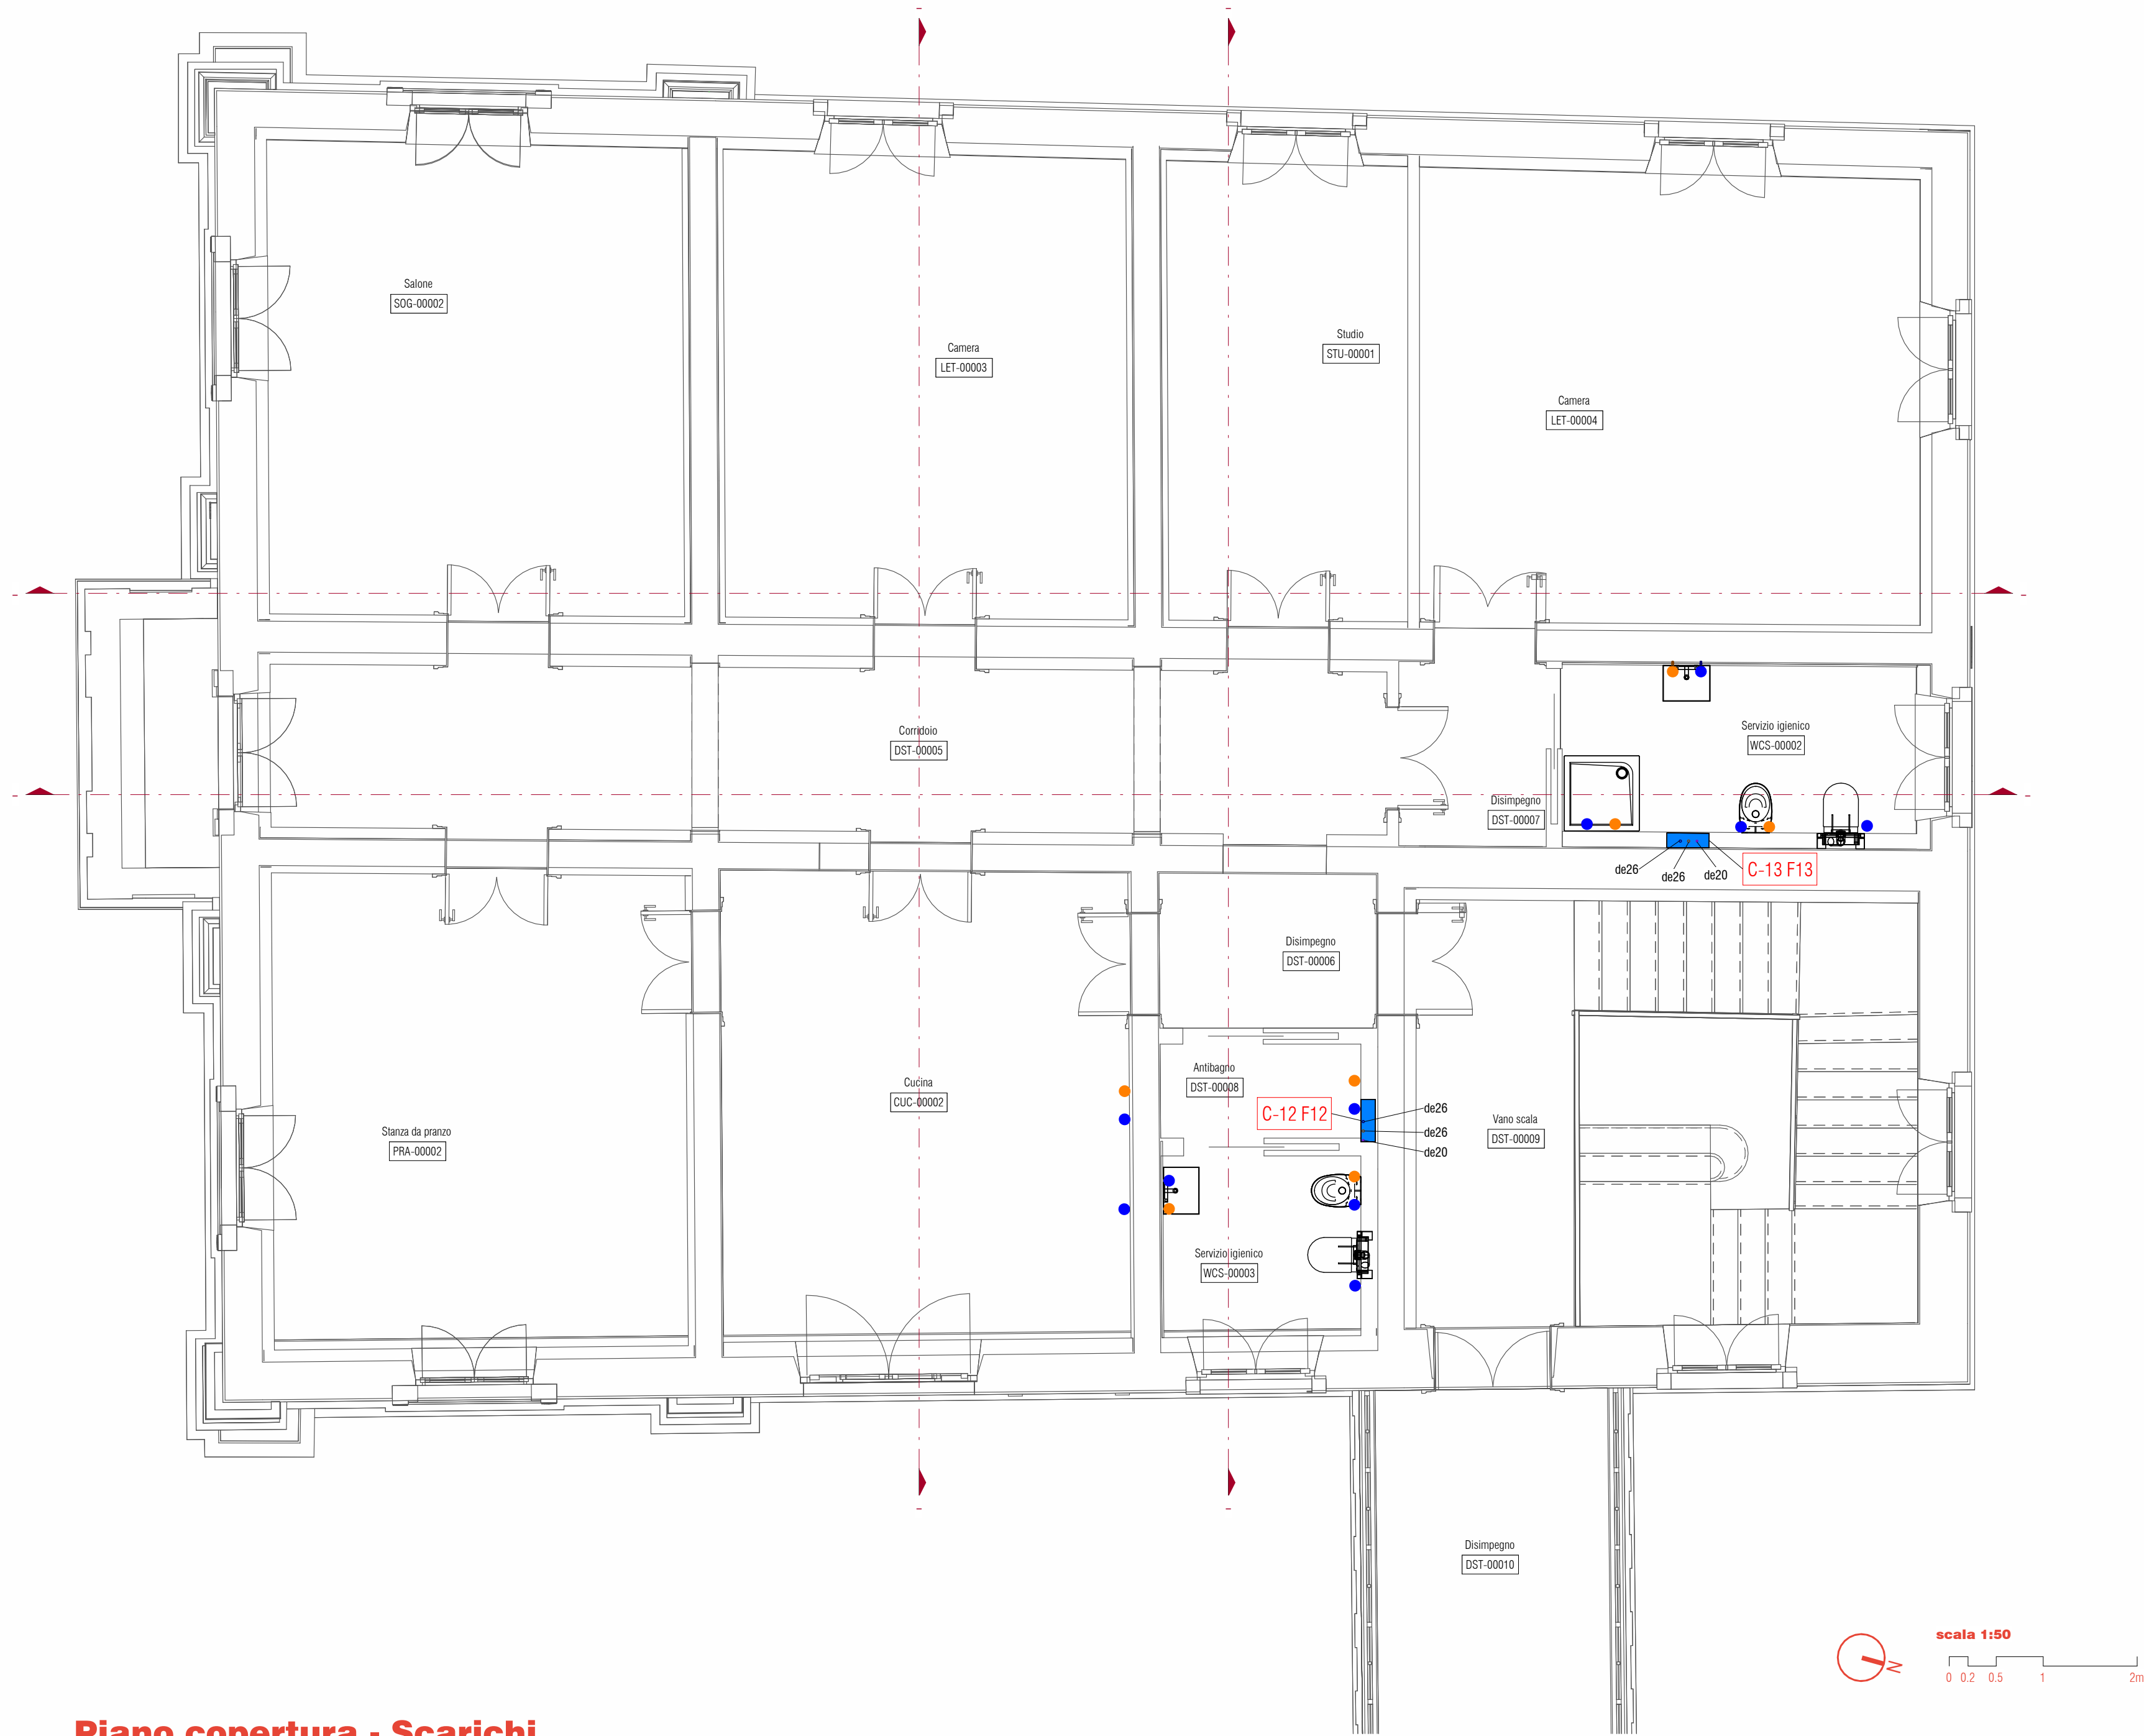 Salone
SOG-00002
Camera
LET-00003
Studio
STU-00001
Camera
LET-00004
Corridoio
DST-00005
Servizio igienico
WCS-00002
Disimpegno
DST-00007
de26
de26
de20
C-13 F13
Disimpegno
DST-00006
Antibagno
DST-00008
C-12 F12
de26
de26
de20
Cucina
CUC-00002
Vano scala
DST-00009
Stanza da pranzo
PRA-00002
Servizio igienico
WCS-00003
Disimpegno
DST-00010
N
scala 1:50
0 0.2 0.5 1 2m
Piano copertura - Scarichi